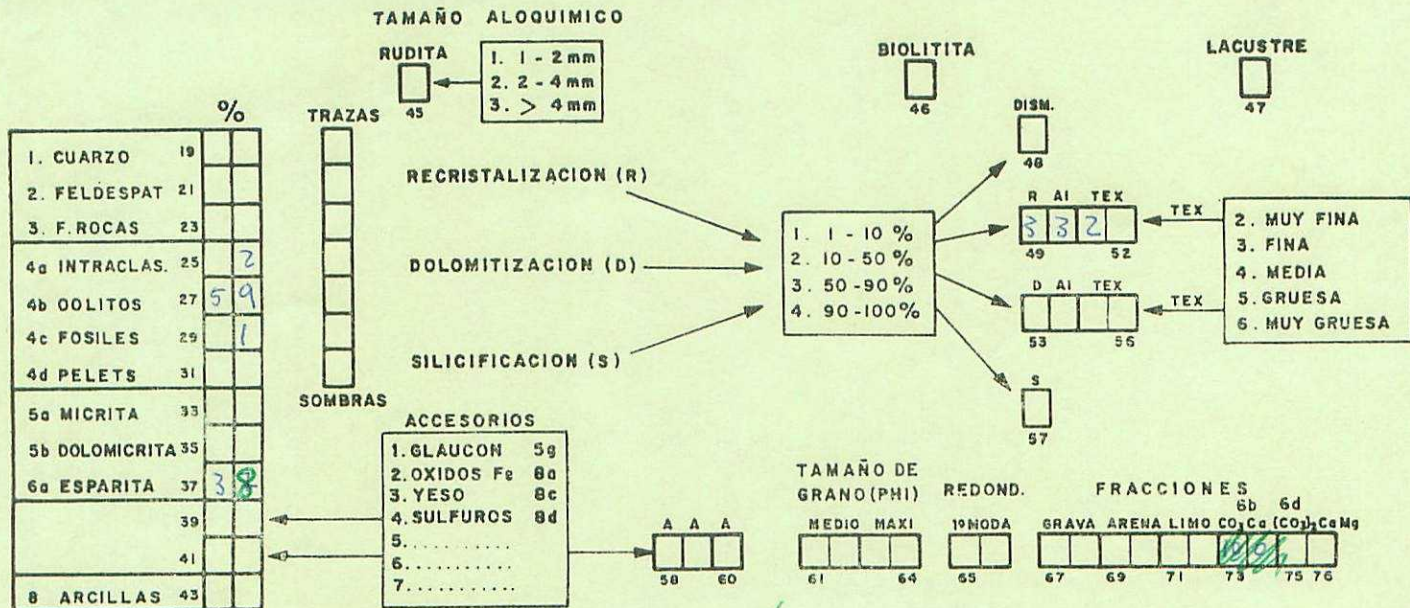 TAMAÑO ALOQUIMICO
RUDITA
45
1. 1 - 2 mm
2. 2 - 4 mm
3. > 4 mm
BIOLITITA
46
LACUSTRE
47
%
1. CUARZO 19
2. FELDESPAT 21
3. F. ROCAS 23
4a INTRACLAS. 25 2
4b OOLITOS 27 5 9
4c FOSILES 29 1
4d PELETS 31
5a MICRITA 33
5b DOLOMICRITA 35
6a ESPARITA 37 3 8
39
41
8 ARCILLAS 43
TRAZAS
SOMBRAS
RECRISTALIZACION (R)
DOLOMITIZACION (D)
SILICIFICACION (S)
1. 1 - 10 %
2. 10 - 50 %
3. 50 - 90 %
4. 90 - 100 %
DISM.
48
R AI TEX
3 3 2
49 52
D AI TEX
53 56
S
57
TEX
TEX
2. MUY FINA
3. FINA
4. MEDIA
5. GRUESA
6. MUY GRUESA
ACCESORIOS
1. GLAUCON 5g
2. OXIDOS Fe 8a
3. YESO 8c
4. SULFUROS 8d
5. ..........
6. ..........
7. ..........
A A A
58 60
TAMAÑO DE
GRANO (PHI)
MEDIO MAXI
61 64
REDOND.
1º MODA
65
FRACCIONES
6b 6d
GRAVA ARENA LIMO CO₃Ca (CO₃)₂CaMg
67 69 71 73 75 76